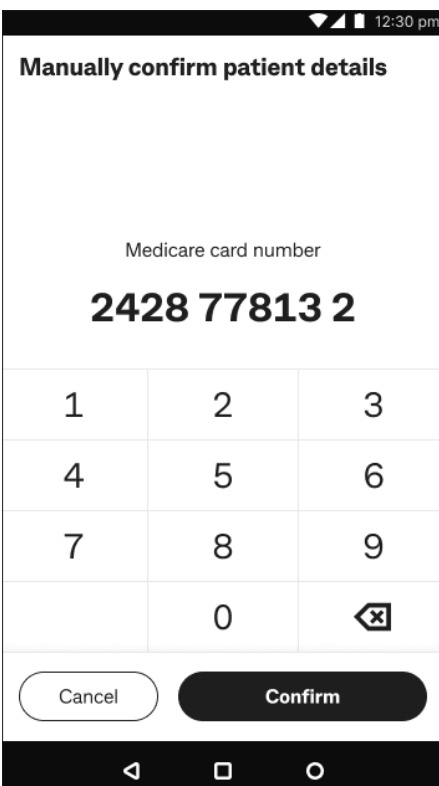 12:30 pm
Manually confirm patient details
Medicare card number
2428 77813 2
1 2 3
4 5 6
7 8 9
0
Cancel Confirm